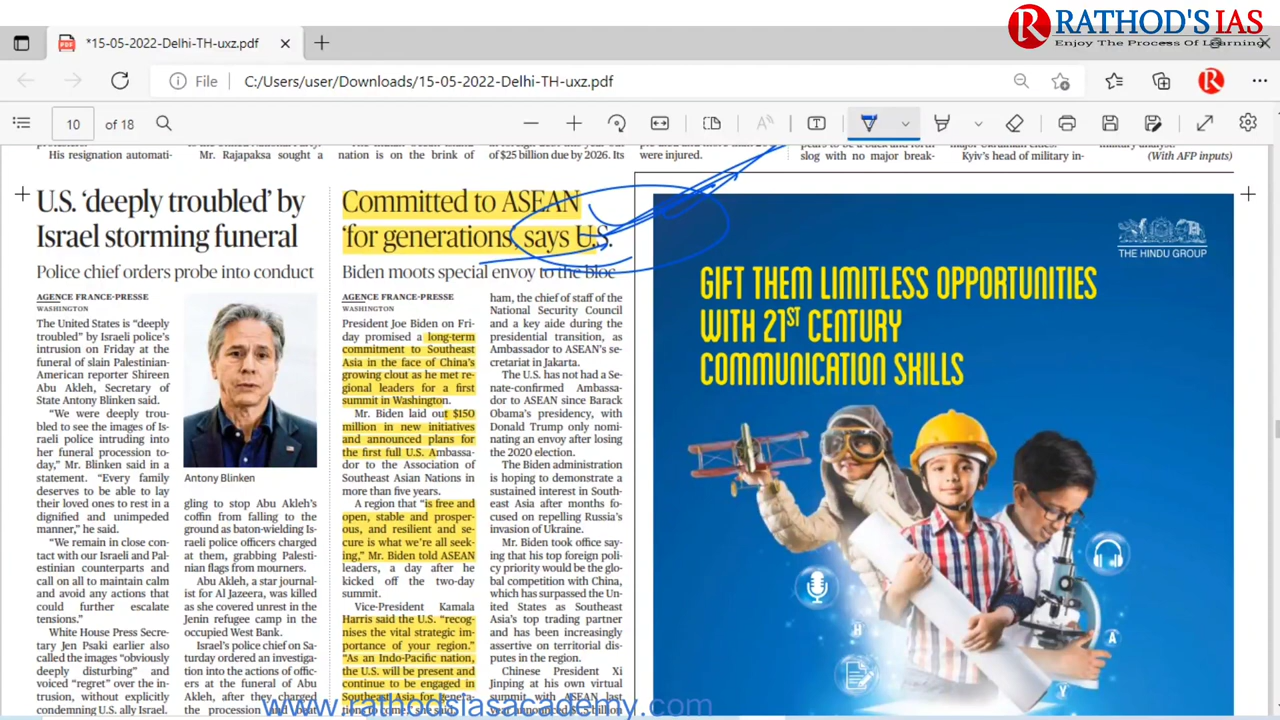 RATHOD'S IAS
Enjoy The Process Of Learning
*15-05-2022-Delhi-TH-uxz.pdf
File
C:/Users/user/Downloads/15-05-2022-Delhi-TH-uxz.pdf
10
of 18
His resignation automati-
Mr. Rajapaksa sought a
nation is on the brink of
of $25 billion due by 2026. Its
were injured.
slog with no major break-
Kyiv's head of military in-
(With AFP inputs)
U.S. 'deeply troubled' by
Israel storming funeral
Police chief orders probe into conduct
AGENCE FRANCE-PRESSE
WASHINGTON
The United States is "deeply
troubled" by Israeli police's
intrusion on Friday at the
funeral of slain Palestinian-
American reporter Shireen
Abu Akleh, Secretary of
State Antony Blinken said.
"We were deeply trou-
bled to see the images of Is-
raeli police intruding into
her funeral procession to-
day," Mr. Blinken said in a
statement. "Every family
deserves to be able to lay
their loved ones to rest in a
dignified and unimpeded
manner," he said.
"We remain in close con-
tact with our Israeli and Pal-
estinian counterparts and
call on all to maintain calm
and avoid any actions that
could further escalate
tensions."
White House Press Secre-
tary Jen Psaki earlier also
called the images "obviously
deeply disturbing" and
voiced "regret" over the in-
trusion, without explicitly
condemning U.S. ally Israel.
Antony Blinken
gling to stop Abu Akleh's
coffin from falling to the
ground as baton-wielding Is-
raeli police officers charged
at them, grabbing Palesti-
nian flags from mourners.
Abu Akleh, a star journal-
ist for Al Jazeera, was killed
as she covered unrest in the
Jenin refugee camp in the
occupied West Bank.
Israel's police chief on Sa-
turday ordered an investiga-
tion into the actions of offic-
ers at the funeral of Abu
Akleh, after they charged
the procession and beat
Committed to ASEAN
'for generations, says U.S.
Biden moots special envoy to the bloc
AGENCE FRANCE-PRESSE
WASHINGTON
President Joe Biden on Fri-
day promised a long-term
commitment to Southeast
Asia in the face of China's
growing clout as he met re-
gional leaders for a first
summit in Washington.
Mr. Biden laid out $150
million in new initiatives
and announced plans for
the first full U.S. Ambassa-
dor to the Association of
Southeast Asian Nations in
more than five years.
A region that "is free and
open, stable and prosper-
ous, and resilient and se-
cure is what we're all seek-
ing," Mr. Biden told ASEAN
leaders, a day after he
kicked off the two-day
summit.
Vice-President Kamala
Harris said the U.S. "recog-
nises the vital strategic im-
portance of your region."
"As an Indo-Pacific nation,
the U.S. will be present and
continue to be engaged in
Southeast Asia for genera-
tions to come," she said.
ham, the chief of staff of the
National Security Council
and a key aide during the
presidential transition, as
Ambassador to ASEAN's se-
cretariat in Jakarta.
The U.S. has not had a Se-
nate-confirmed Ambassa-
dor to ASEAN since Barack
Obama's presidency, with
Donald Trump only nomi-
nating an envoy after losing
the 2020 election.
The Biden administration
is hoping to demonstrate a
sustained interest in South-
east Asia after months fo-
cused on repelling Russia's
invasion of Ukraine.
Mr. Biden took office say-
ing that his top foreign poli-
cy priority would be the glo-
bal competition with China,
which has surpassed the Un-
ited States as Southeast
Asia's top trading partner
and has been increasingly
assertive on territorial dis-
putes in the region.
Chinese President Xi
Jinping at his own virtual
summit with ASEAN last
year announced $1.5 billion
THE HINDU GROUP
GIFT THEM LIMITLESS OPPORTUNITIES
WITH 21ST CENTURY
COMMUNICATION SKILLS
www.rathodsiasacademy.com